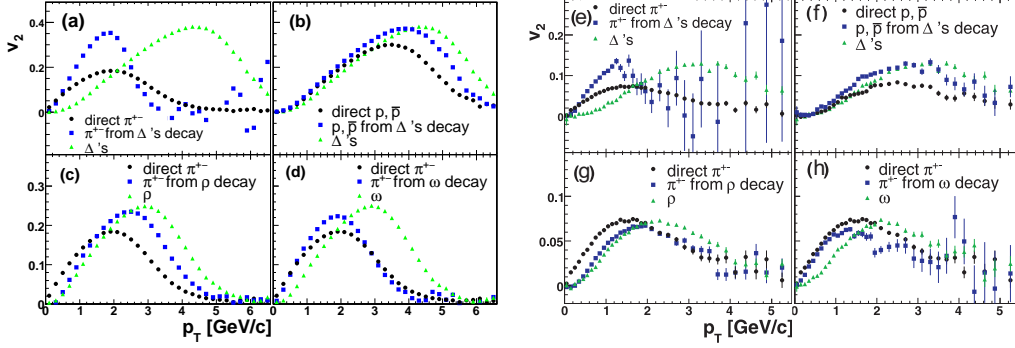 v2
0.4
0.2
0
(a)
direct π+-
π+- from Δ 's decay
Δ 's
(b)
direct p, p̅
p, p̅ from Δ 's decay
Δ 's
0.3
0.2
0.1
0
(c)
direct π+-
π+- from ρ decay
ρ
(d)
direct π+-
π+- from ω decay
ω
0 1 2 3 4 5 6 0 1 2 3 4 5 6
pT [GeV/c]
v2
0.2
0.1
0
(e)
direct π+-
π+- from Δ 's decay
Δ's
(f)
direct p, p̅
p, p̅ from Δ 's decay
Δ's
0.1
0.05
0
(g)
direct π+-
π+- from ρ decay
ρ
(h)
direct π+-
π+- from ω decay
ω
0 1 2 3 4 5 0 1 2 3 4 5
pT [GeV/c]